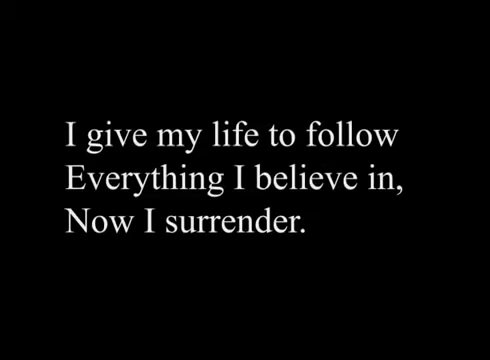 I give my life to follow
Everything I believe in,
Now I surrender.